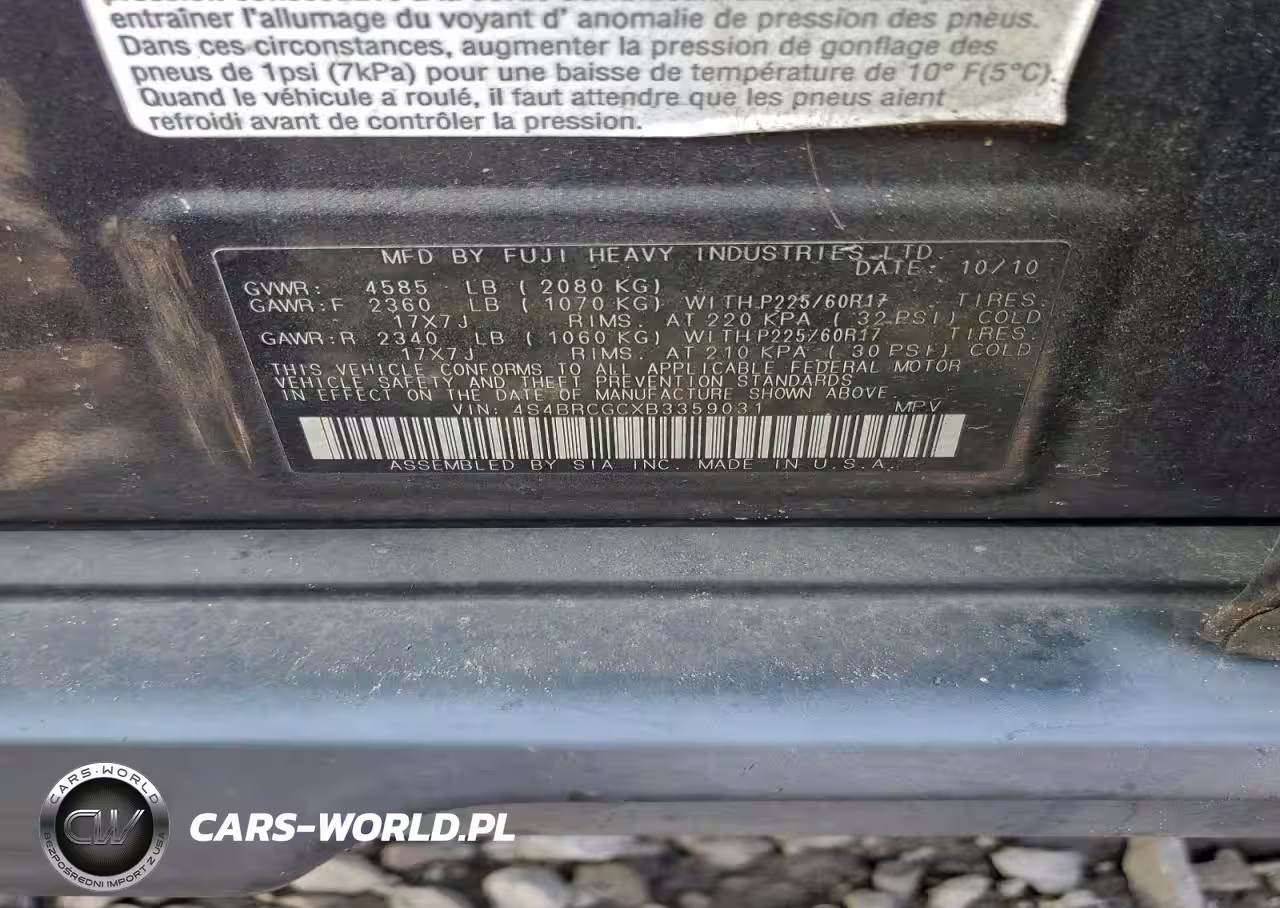 entraîner l'allumage du voyant d' anomalie de pression des pneus.
Dans ces circonstances, augmenter la pression de gonflage des
pneus de 1psi (7kPa) pour une baisse de température de 10° F(5°C).
Quand le véhicule a roulé, il faut attendre que les pneus aient
refroidi avant de contrôler la pression.
MFD BY FUJI HEAVY INDUSTRIES LTD.
DATE: 10/10
GVWR: 4585 LB ( 2080 KG)
GAWR:F 2360 LB ( 1070 KG) WITH P225/60R17 TIRES.
17X7J RIMS. AT 220 KPA ( 32 PSI) COLD
GAWR:R 2340 LB ( 1060 KG) WITH P225/60R17 TIRES
17X7J RIMS. AT 210 KPA ( 30 PSI) COLD
THIS VEHICLE CONFORMS TO ALL APPLICABLE FEDERAL MOTOR
VEHICLE SAFETY AND THEFT PREVENTION STANDARDS
IN EFFECT ON THE DATE OF MANUFACTURE SHOWN ABOVE
VIN: 4S4BRCGCXB3359031 MPV
ASSEMBLED BY SIA INC. MADE IN U.S.A.
CARS-WORLD
CW
BEZPOŚREDNI IMPORT Z USA
CARS-WORLD.PL